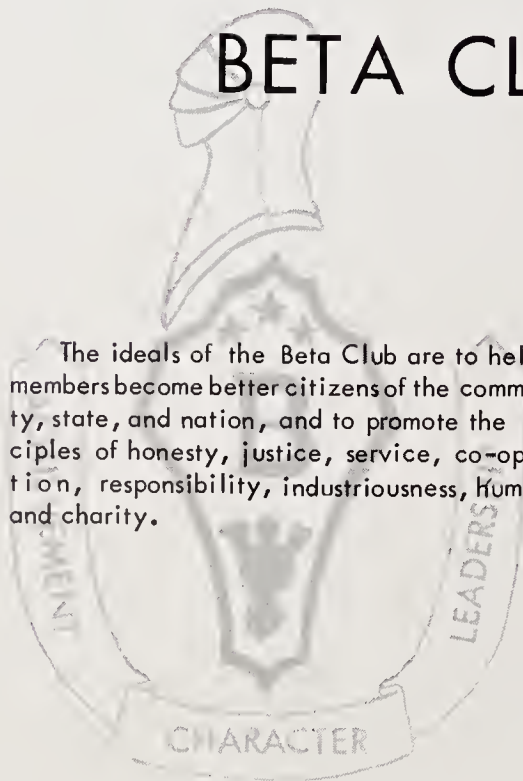 BETA CL
The ideals of the Beta Club are to hel
members become better citizens of the comm
ty, state, and nation, and to promote the
ciples of honesty, justice, service, co-op
tion, responsibility, industriousness, hum
and charity.
EMENT
LEADERSHIP
CHARACTER